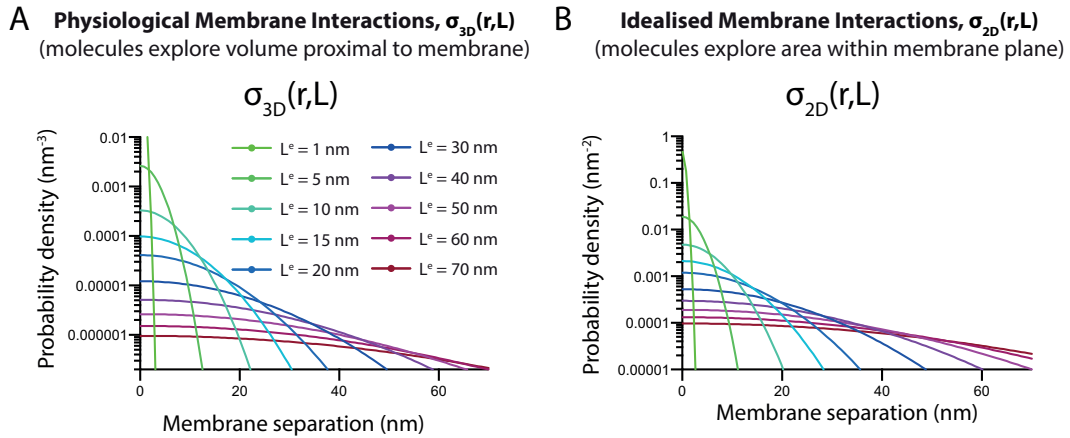 A
Physiological Membrane Interactions, σ3D(r,L)
(molecules explore volume proximal to membrane)
σ3D(r,L)
Probability density (nm-3)
0.01
0.001
0.0001
0.00001
0.000001
Le = 1 nm
Le = 5 nm
Le = 10 nm
Le = 15 nm
Le = 20 nm
Le = 30 nm
Le = 40 nm
Le = 50 nm
Le = 60 nm
Le = 70 nm
0
20
40
60
Membrane separation (nm)
B
Idealised Membrane Interactions, σ2D(r,L)
(molecules explore area within membrane plane)
σ2D(r,L)
Probability density (nm-2)
1
0.1
0.01
0.001
0.0001
0.00001
0
20
40
60
Membrane separation (nm)